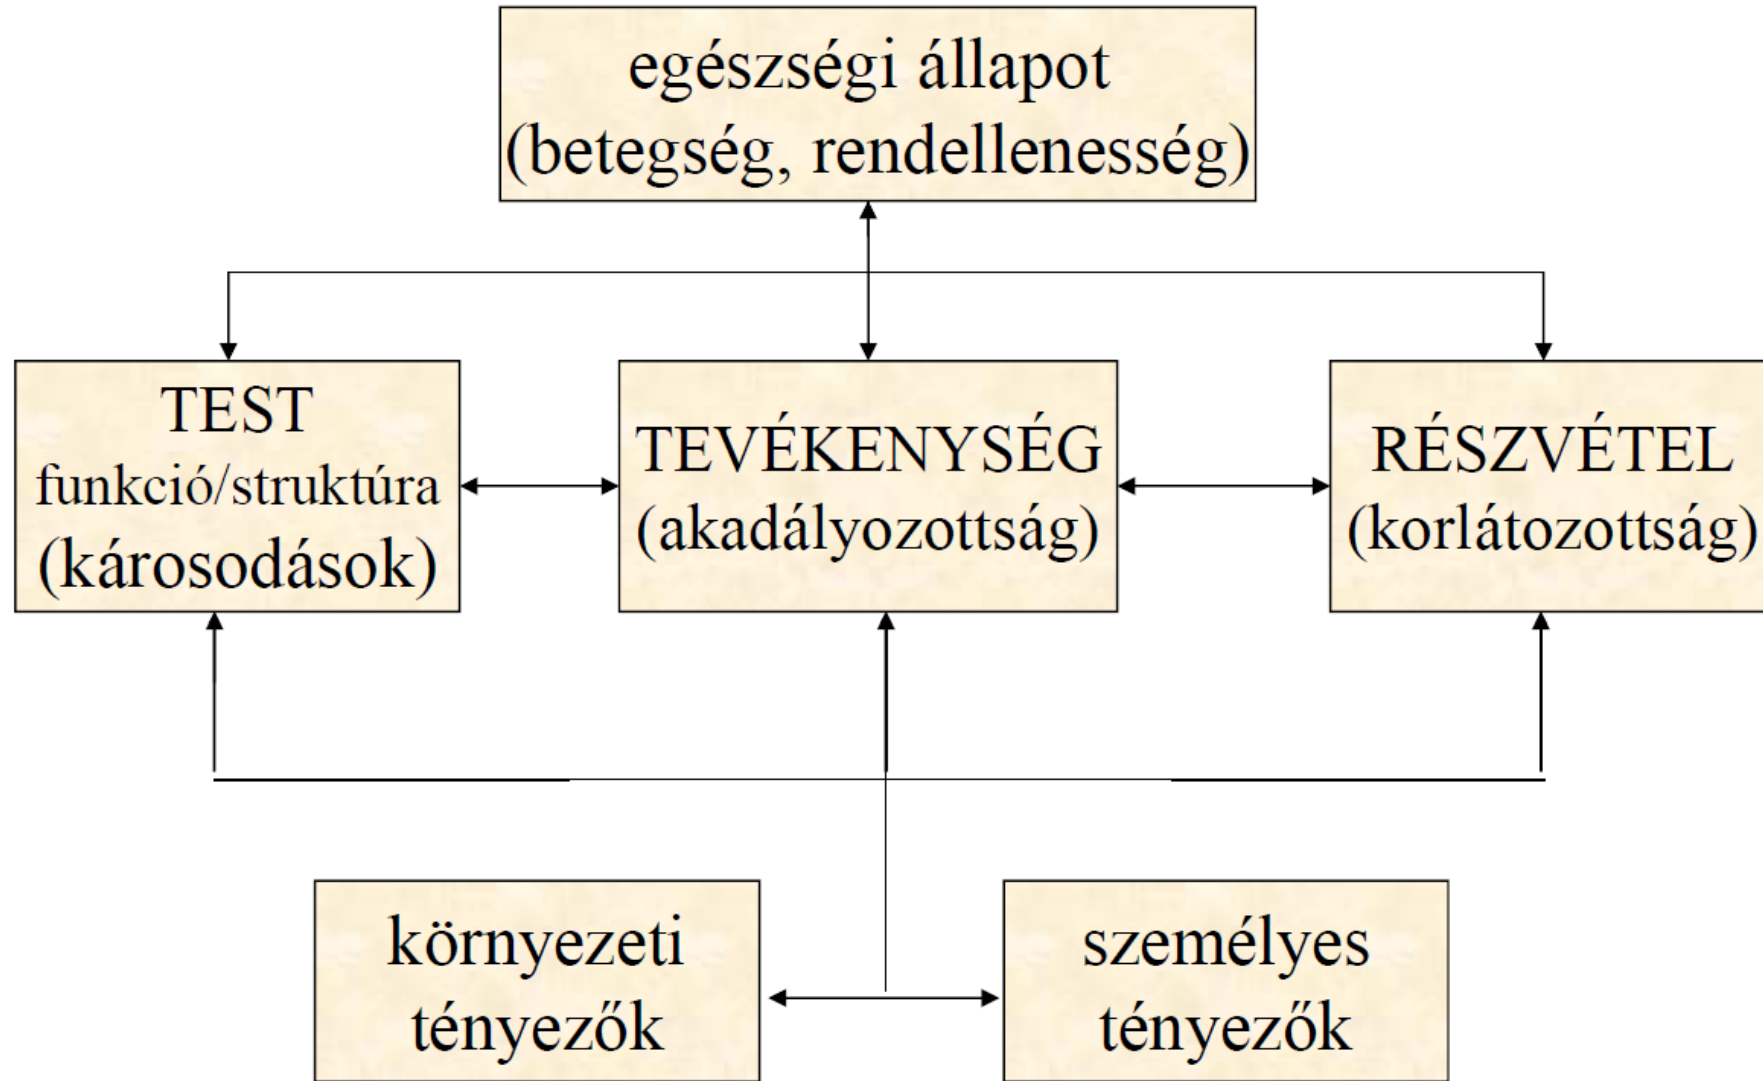 egészségi állapot
(betegség, rendellenesség)
TEST
funkció/struktúra
(károsodások)
TEVÉKENYSÉG
(akadályozottság)
RÉSZVÉTEL
(korlátozottság)
környezeti
tényezők
személyes
tényezők